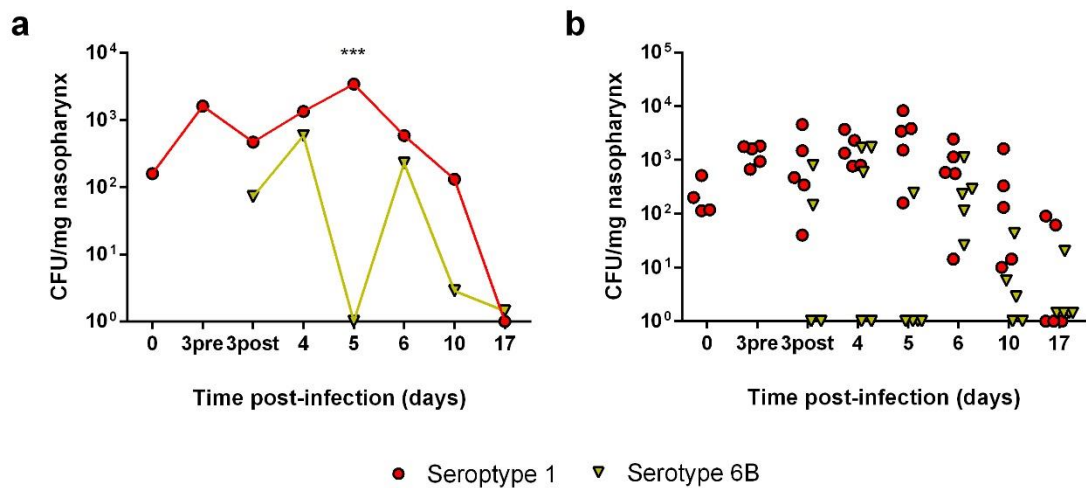 a
CFU/mg nasopharynx
10⁴
10³
10²
10¹
10⁰
***
0 3pre 3post 4 5 6 10 17
Time post-infection (days)
b
CFU/mg nasopharynx
10⁵
10⁴
10³
10²
10¹
10⁰
0 3pre 3post 4 5 6 10 17
Time post-infection (days)
Seroptype 1 Serotype 6B